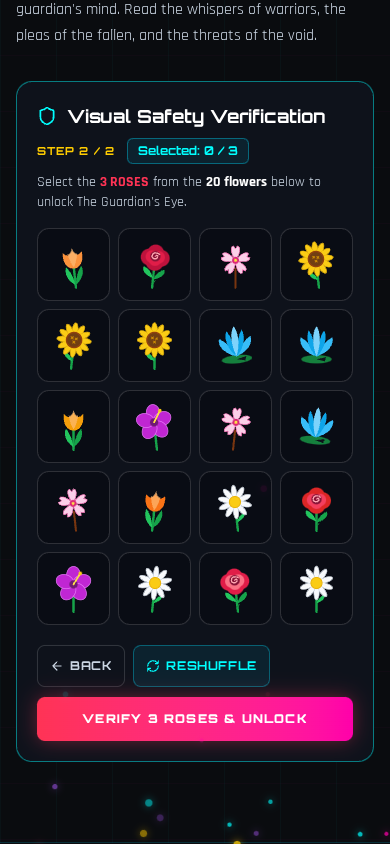 guardian's mind. Read the whispers of warriors, the
pleas of the fallen, and the threats of the void.
Visual Safety Verification
STEP 2 / 2
Selected: 0 / 3
Select the 3 ROSES from the 20 flowers below to
unlock The Guardian's Eye.
BACK
RESHUFFLE
VERIFY 3 ROSES & UNLOCK